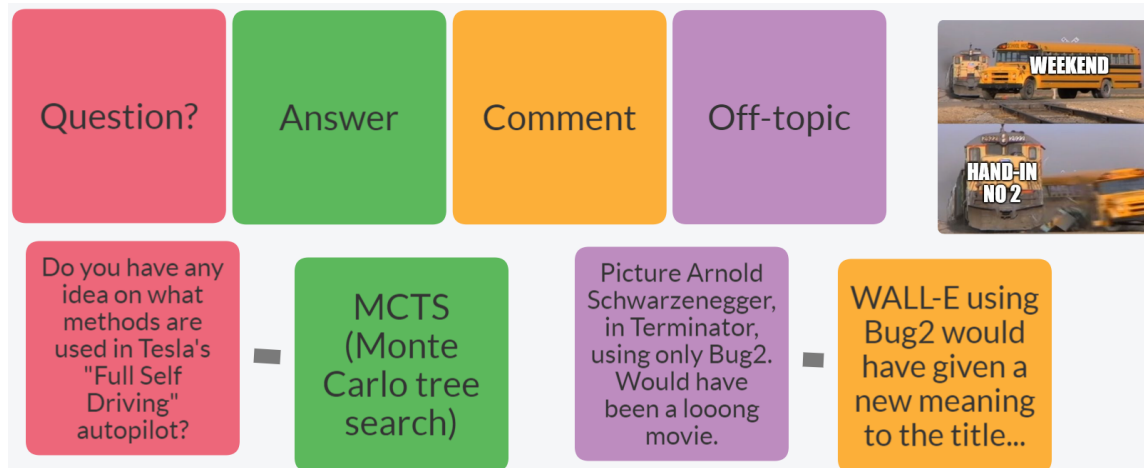 Question?
Answer
Comment
Off-topic
WEEKEND
HAND-IN
NO 2
Do you have any
idea on what
methods are
used in Tesla's
"Full Self
Driving"
autopilot?
MCTS
(Monte
Carlo tree
search)
Picture Arnold
Schwarzenegger,
in Terminator,
using only Bug2.
Would have
been a looong
movie.
WALL-E using
Bug2 would
have given a
new meaning
to the title...